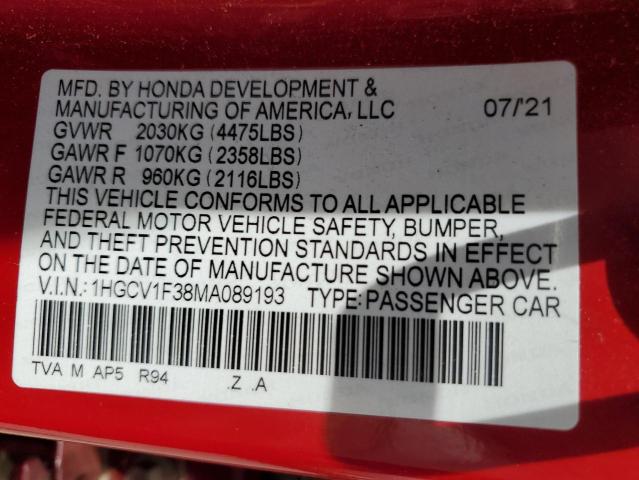 MFD. BY HONDA DEVELOPMENT &
MANUFACTURING OF AMERICA, LLC 07/'21
GVWR 2030KG (4475LBS)
GAWR F 1070KG (2358LBS)
GAWR R 960KG (2116LBS)
THIS VEHICLE CONFORMS TO ALL APPLICABLE
FEDERAL MOTOR VEHICLE SAFETY, BUMPER,
AND THEFT PREVENTION STANDARDS IN EFFECT
ON THE DATE OF MANUFACTURE SHOWN ABOVE.
V.I.N.: 1HGCV1F38MA089193 TYPE: PASSENGER CAR
TVA M AP5 R94 .Z .A